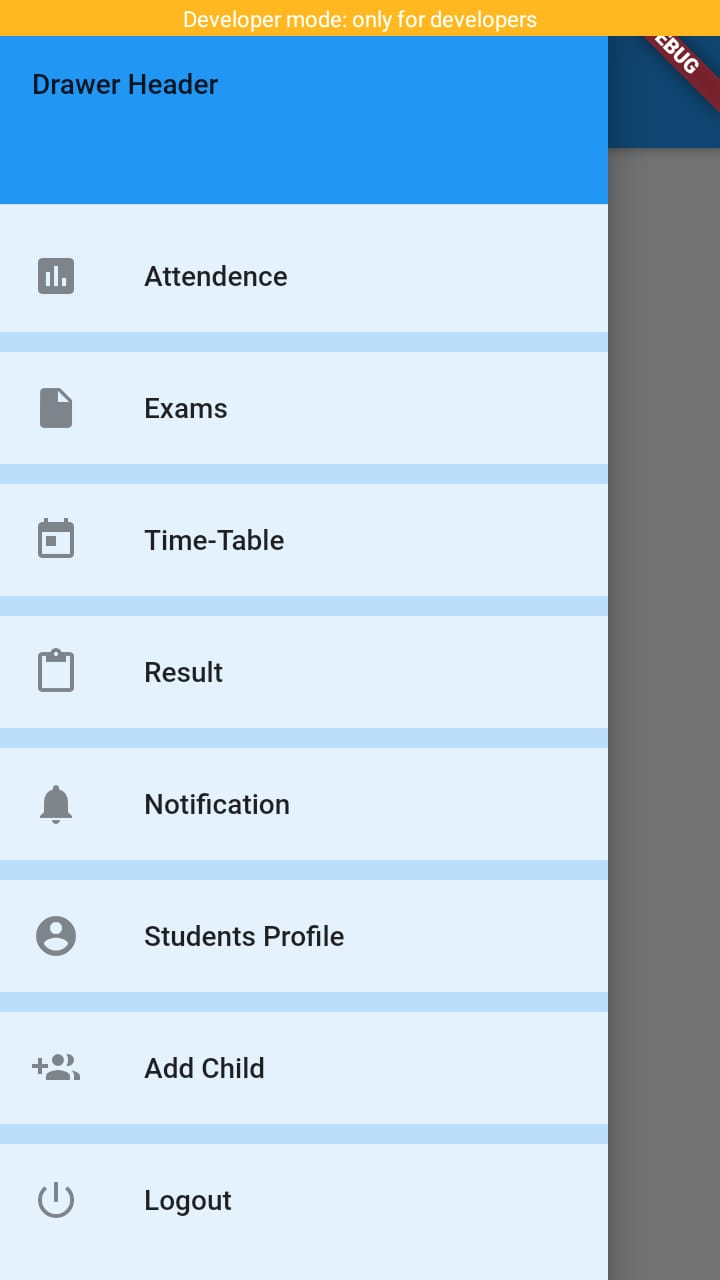 Developer mode: only for developers
EBUG
Drawer Header
Attendence
Exams
Time-Table
Result
Notification
Students Profile
Add Child
Logout